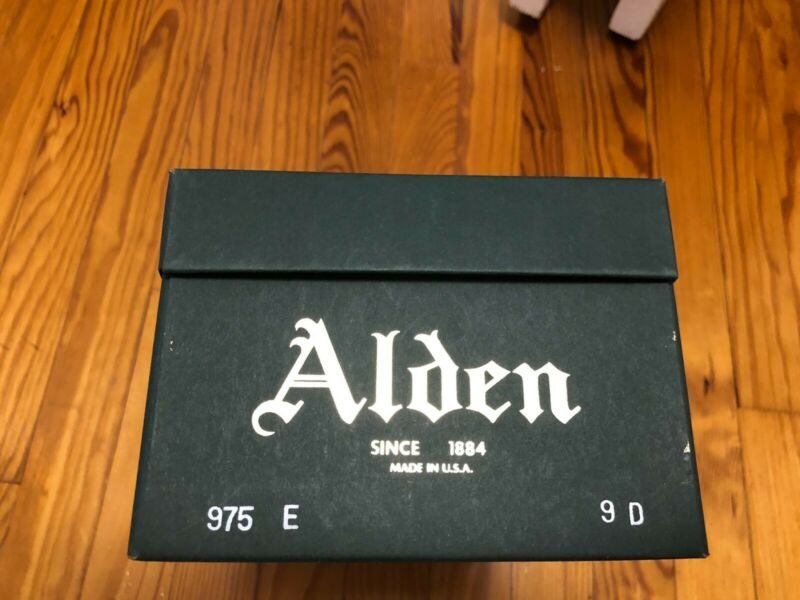 Alden
SINCE 1884
MADE IN U.S.A.
975 E 9 D